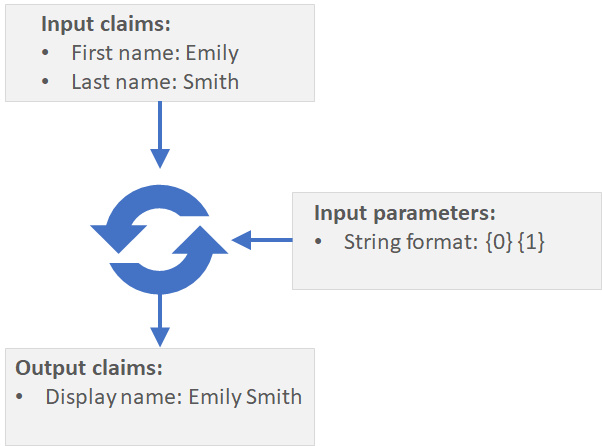 Input claims:
• First name: Emily
• Last name: Smith
Input parameters:
• String format: {0} {1}
Output claims:
• Display name: Emily Smith